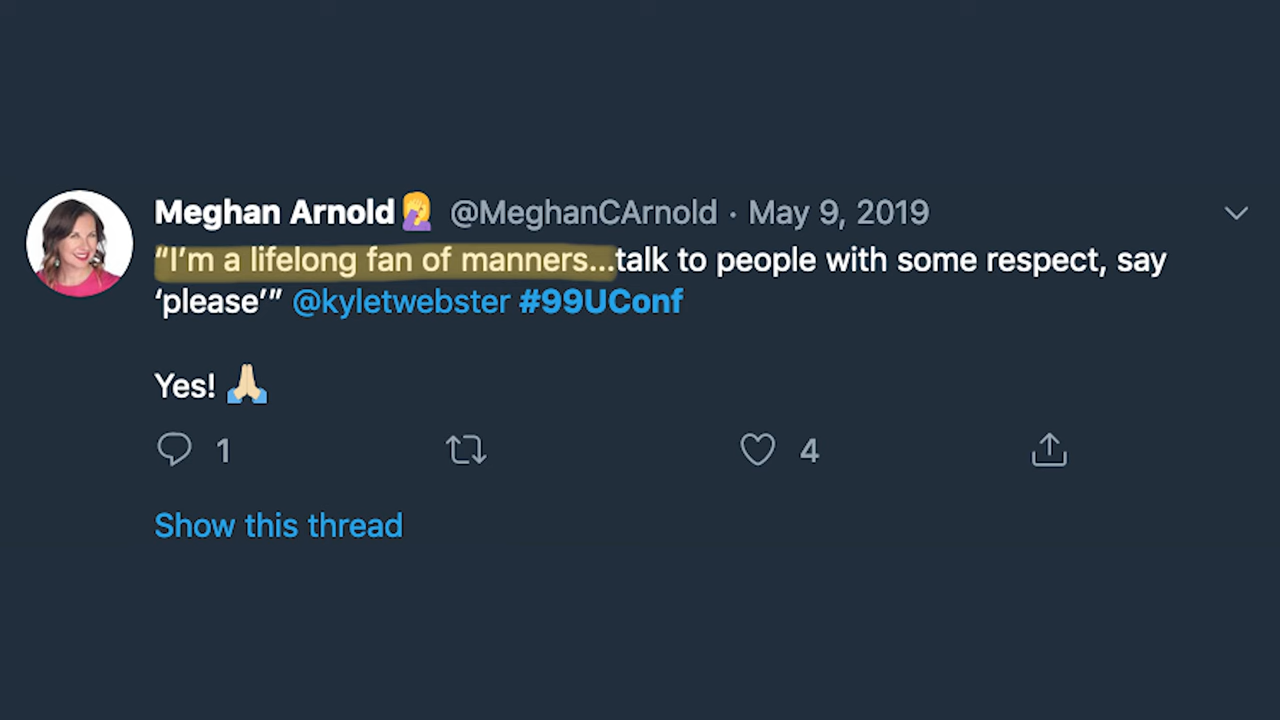 Meghan Arnold🤦‍♀️ @MeghanCArnold · May 9, 2019
“I’m a lifelong fan of manners...talk to people with some respect, say
‘please’” @kyletwebster #99UConf
Yes! 🙏🏻
1 4
Show this thread